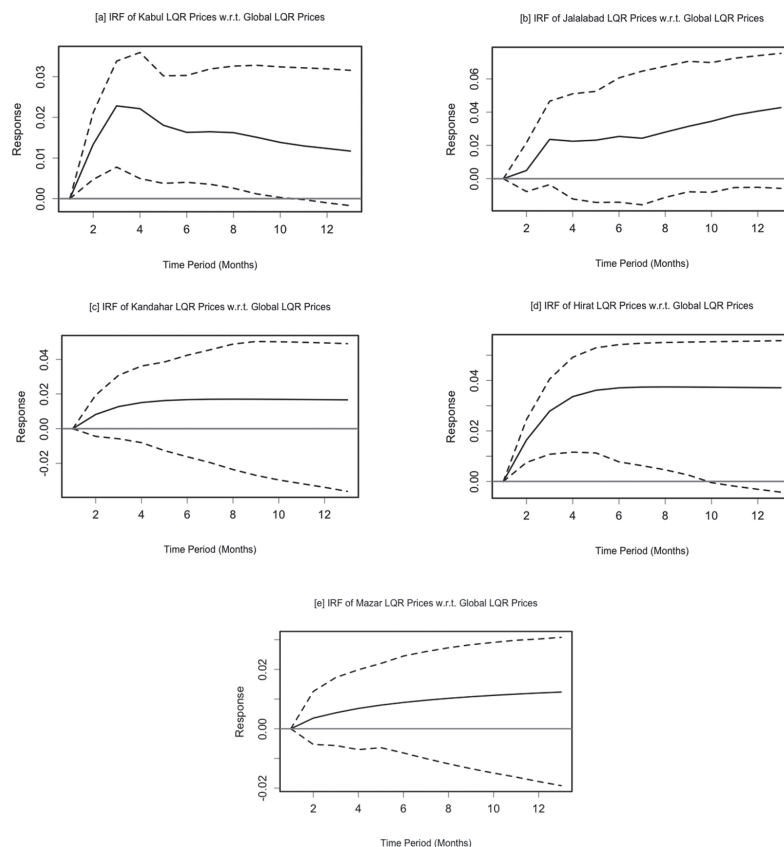 [a] IRF of Kabul LQR Prices w.r.t. Global LQR Prices
Response
0.03
0.02
0.01
0.00
2 4 6 8 10 12
Time Period (Months)
[b] IRF of Jalalabad LQR Prices w.r.t. Global LQR Prices
Response
0.06
0.04
0.02
0.00
2 4 6 8 10 12
Time Period (Months)
[c] IRF of Kandahar LQR Prices w.r.t. Global LQR Prices
Response
0.04
0.02
0.00
-0.02
2 4 6 8 10 12
Time Period (Months)
[d] IRF of Hirat LQR Prices w.r.t. Global LQR Prices
Response
0.04
0.02
0.00
2 4 6 8 10 12
Time Period (Months)
[e] IRF of Mazar LQR Prices w.r.t. Global LQR Prices
Response
0.02
0.00
-0.02
2 4 6 8 10 12
Time Period (Months)